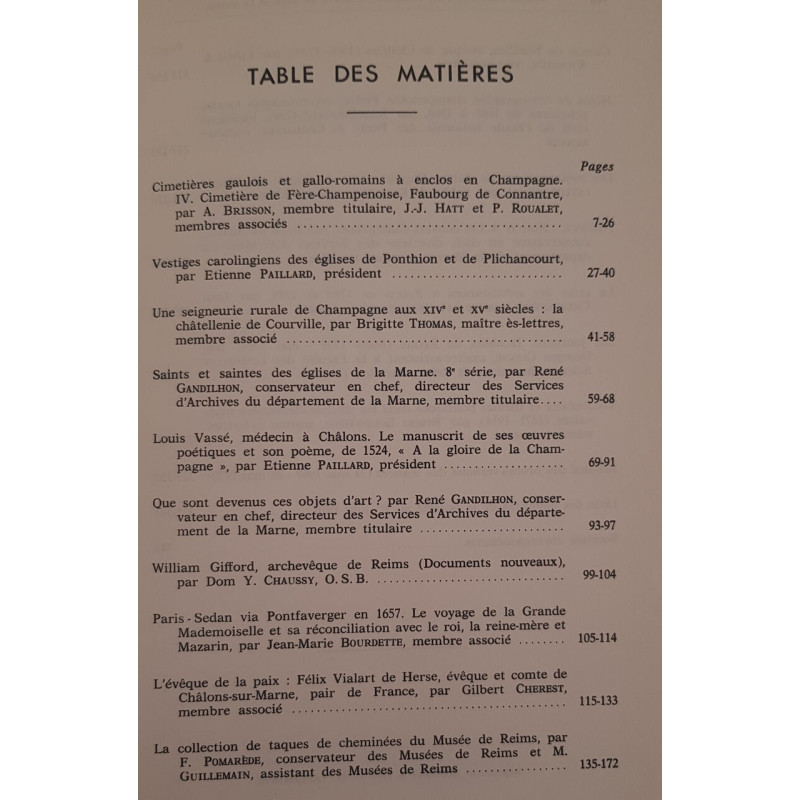 TABLE DES MATIÈRES
Pages
Cimetières gaulois et gallo-romains à enclos en Champagne.
IV. Cimetière de Fère-Champenoise, Faubourg de Connantre,
par A. BRISSON, membre titulaire, J.-J. HATT et P. ROUALET,
membres associés ........................................ 7-26
Vestiges carolingiens des églises de Ponthion et de Plichancourt,
par Etienne PAILLARD, président ........................... 27-40
Une seigneurie rurale de Champagne aux XIVe et XVe siècles : la
châtellenie de Courville, par Brigitte THOMAS, maître ès-lettres,
membre associé .......................................... 41-58
Saints et saintes des églises de la Marne. 8e série, par René
GANDILHON, conservateur en chef, directeur des Services
d'Archives du département de la Marne, membre titulaire.... 59-68
Louis Vassé, médecin à Châlons. Le manuscrit de ses œuvres
poétiques et son poème, de 1524, « A la gloire de la Cham-
pagne », par Etienne PAILLARD, président ................... 69-91
Que sont devenus ces objets d'art ? par René GANDILHON, conser-
vateur en chef, directeur des Services d'Archives du départe-
ment de la Marne, membre titulaire ....................... 93-97
William Gifford, archevêque de Reims (Documents nouveaux),
par Dom Y. CHAUSSY, O.S.B. .............................. 99-104
Paris - Sedan via Pontfaverger en 1657. Le voyage de la Grande
Mademoiselle et sa réconciliation avec le roi, la reine-mère et
Mazarin, par Jean-Marie BOURDETTE, membre associé ........ 105-114
L'évêque de la paix : Félix Vialart de Herse, évêque et comte de
Châlons-sur-Marne, pair de France, par Gilbert CHEREST,
membre associé .......................................... 115-133
La collection de taques de cheminées du Musée de Reims, par
F. POMARÈDE, conservateur des Musées de Reims et M.
GUILLEMAIN, assistant des Musées de Reims ................ 135-172